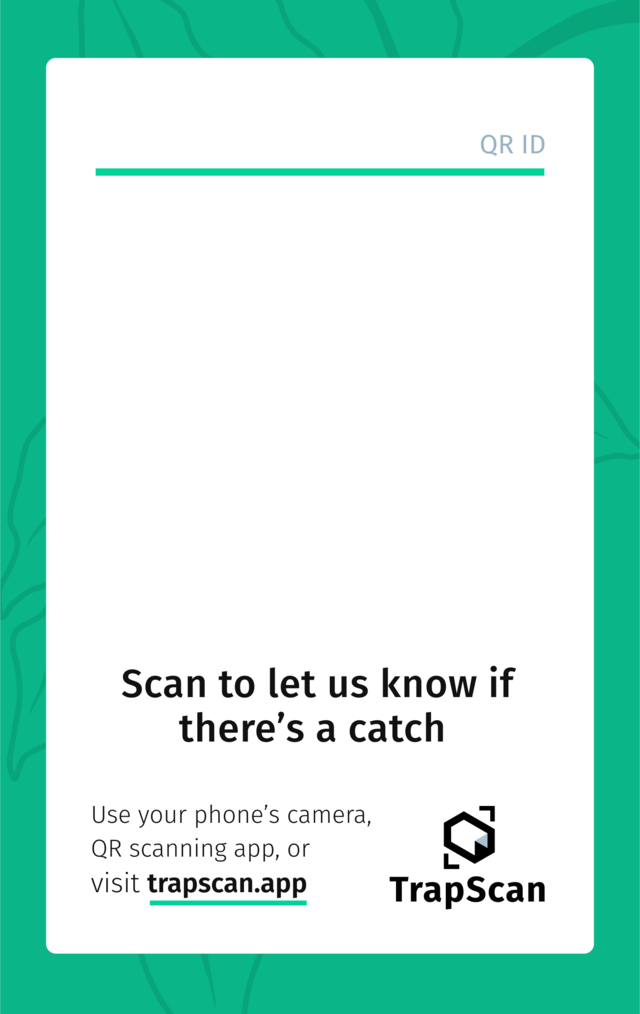 QR ID
Scan to let us know if
there’s a catch
Use your phone’s camera,
QR scanning app, or
visit trapscan.app
TrapScan